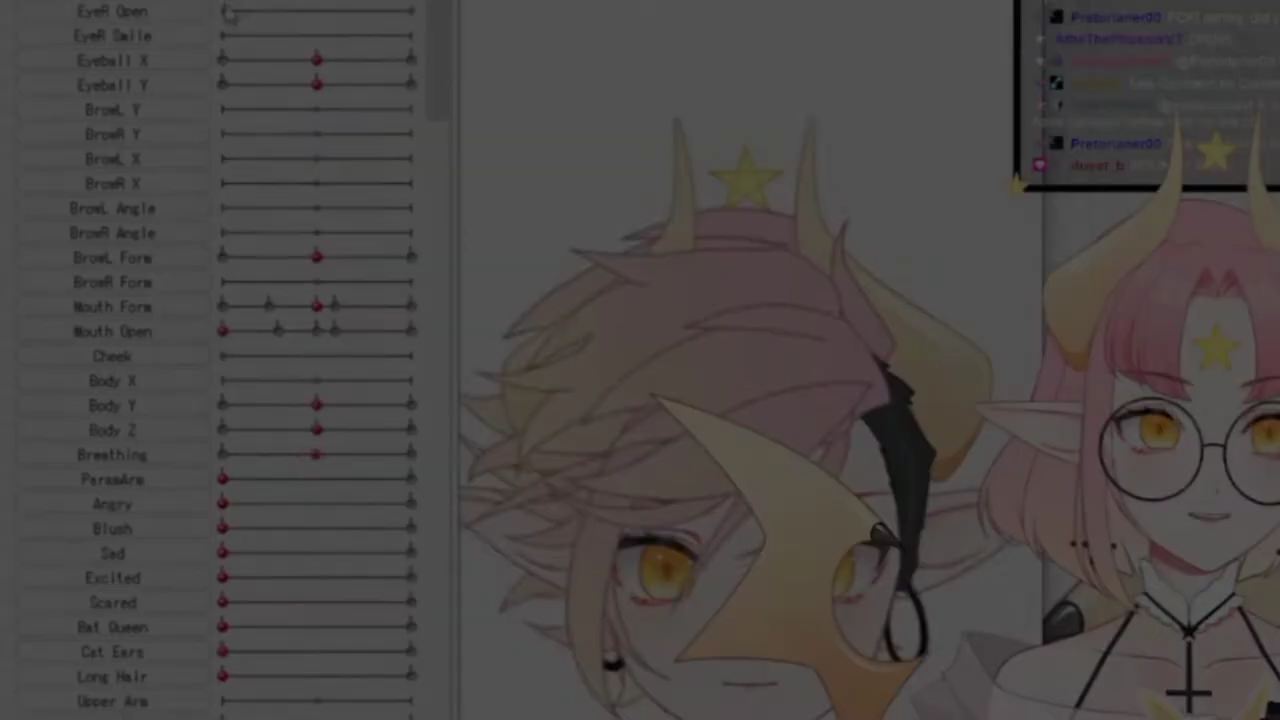 EyeR Open
EyeR Smile
Eyeball X
Eyeball Y
BrowL Y
BrowR Y
BrowL X
BrowR X
BrowL Angle
BrowR Angle
BrowL Form
BrowR Form
Mouth Form
Mouth Open
Cheek
Body X
Body Y
Body Z
Breathing
ParamArm
Angry
Blush
Sad
Excited
Scared
Bat Queen
Cat Ears
Long Hair
Upper Arm
Pretorianer00
Pretorianer00